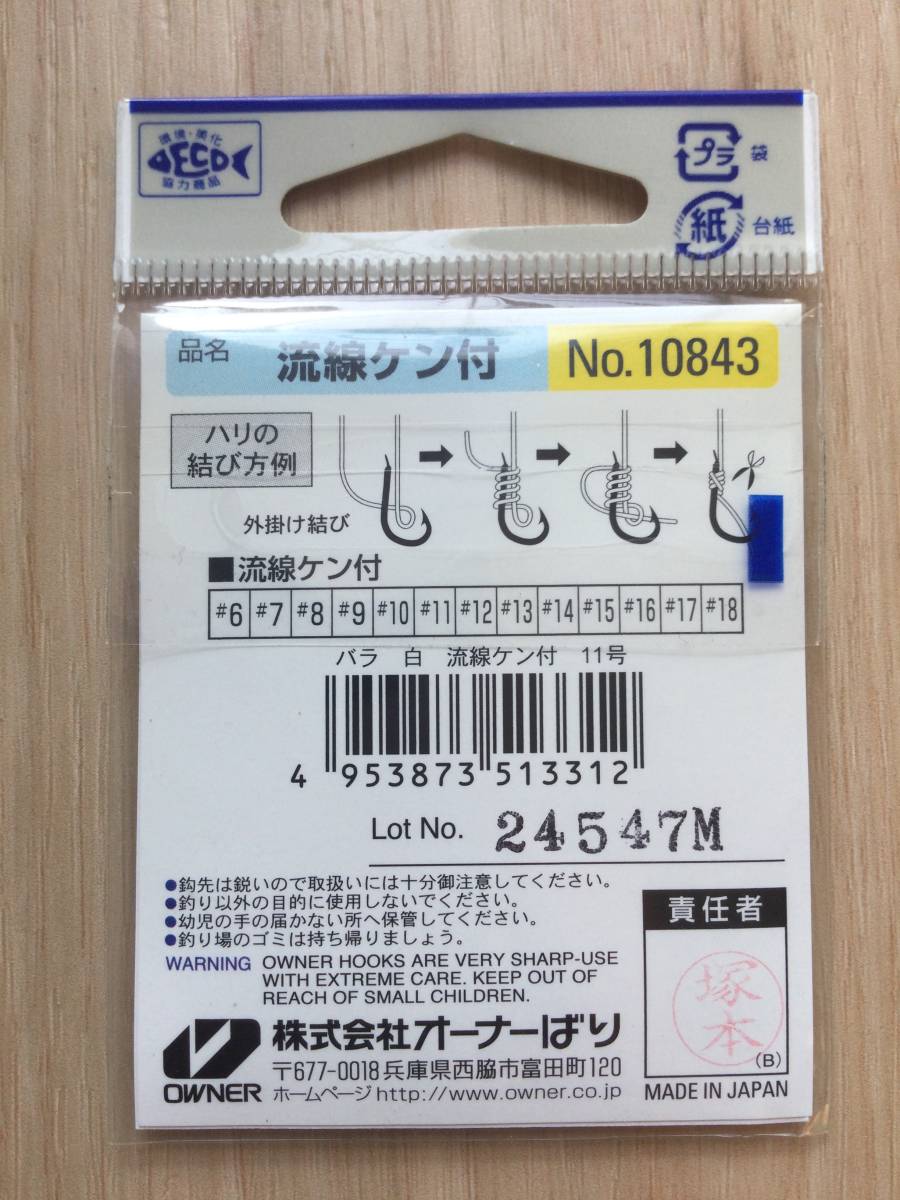 環境・美化
ECO
協力商品
プラ 袋
紙 台紙
品名 流線ケン付 No.10843
ハリの
結び方例
外掛け結び
■流線ケン付
#6 #7 #8 #9 #10 #11 #12 #13 #14 #15 #16 #17 #18
バラ 白 流線ケン付 11号
4 953873 513312
Lot No. 24547M
●鈎先は鋭いので取扱いには十分御注意してください。
●釣り以外の目的に使用しないでください。
●幼児の手の届かない所へ保管してください。
●釣り場のゴミは持ち帰りましょう。
WARNING OWNER HOOKS ARE VERY SHARP-USE
WITH EXTREME CARE. KEEP OUT OF
REACH OF SMALL CHILDREN.
責任者
塚本
(B)
OWNER
株式会社オーナーばり
〒677-0018兵庫県西脇市富田町120
ホームページhttp://www.owner.co.jp
MADE IN JAPAN